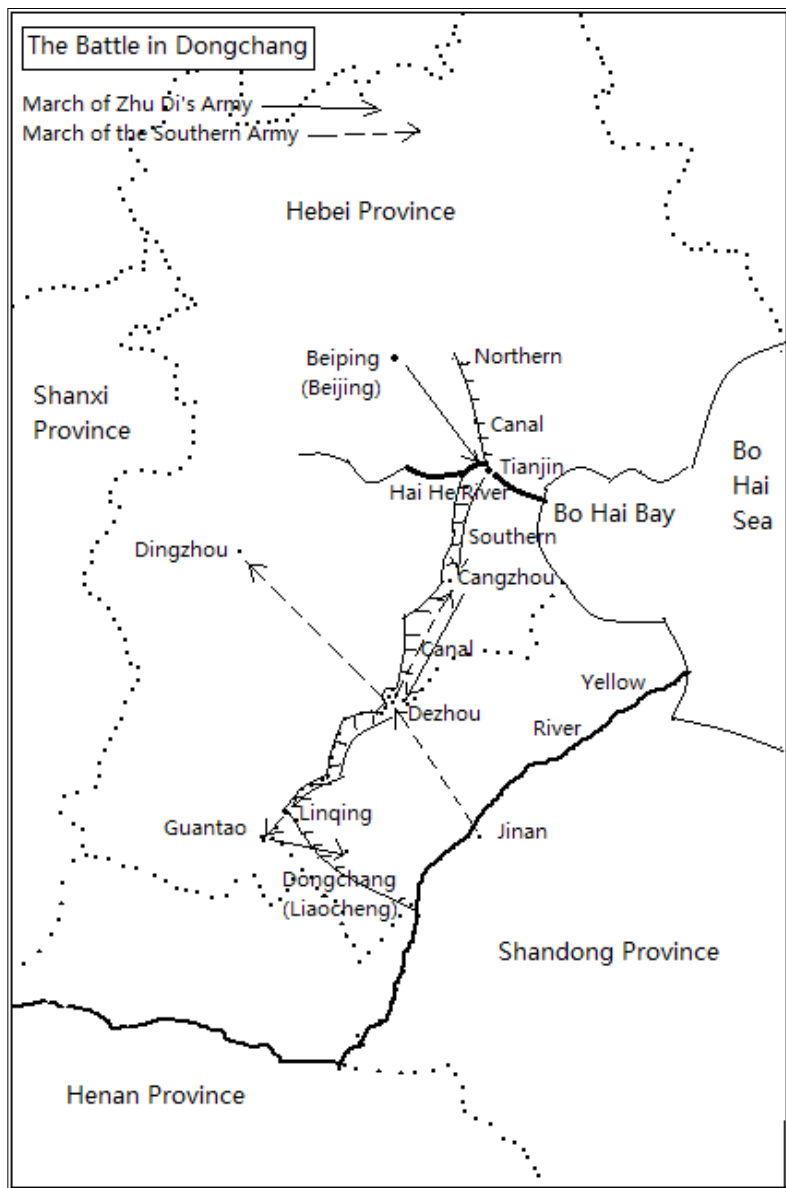 The Battle in Dongchang
March of Zhu Di's Army
March of the Southern Army
Hebei Province
Beiping
(Beijing)
Northern
Canal
Shanxi
Province
Tianjin
Hai He River
Bo
Hai
Sea
Bo Hai Bay
Southern
Dingzhou
Cangzhou
Canal
Yellow
Dezhou
River
Linqing
Guantao
Jinan
Dongchang
(Liaocheng)
Shandong Province
Henan Province